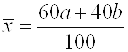 x̄ = (60a + 40b) / 100